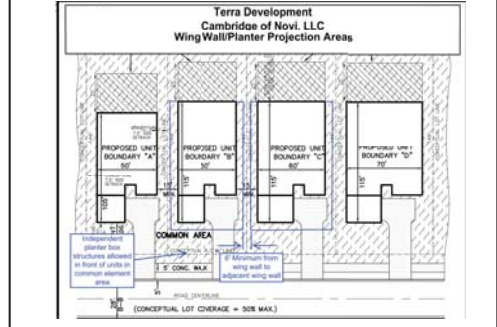 Terra Development
Cambridge of Novi, LLC
Wing Wall/Planter Projection Areas
PROPOSED UNIT
BOUNDARY "A"
50'
PROPOSED UNIT
BOUNDARY "B"
50'
PROPOSED UNIT
BOUNDARY "C"
60'
PROPOSED UNIT
BOUNDARY "D"
70'
105'
115'
115'
115'
COMMON AREA
Independent
planter box
structures allowed
in front of units in
common element
area
6' Minimum from
wing wall to
adjacent wing wall
5' CONC. WALK
5'
ROAD CENTERLINE
28'
B-B
(CONCEPTUAL LOT COVERAGE = 50% MAX.)